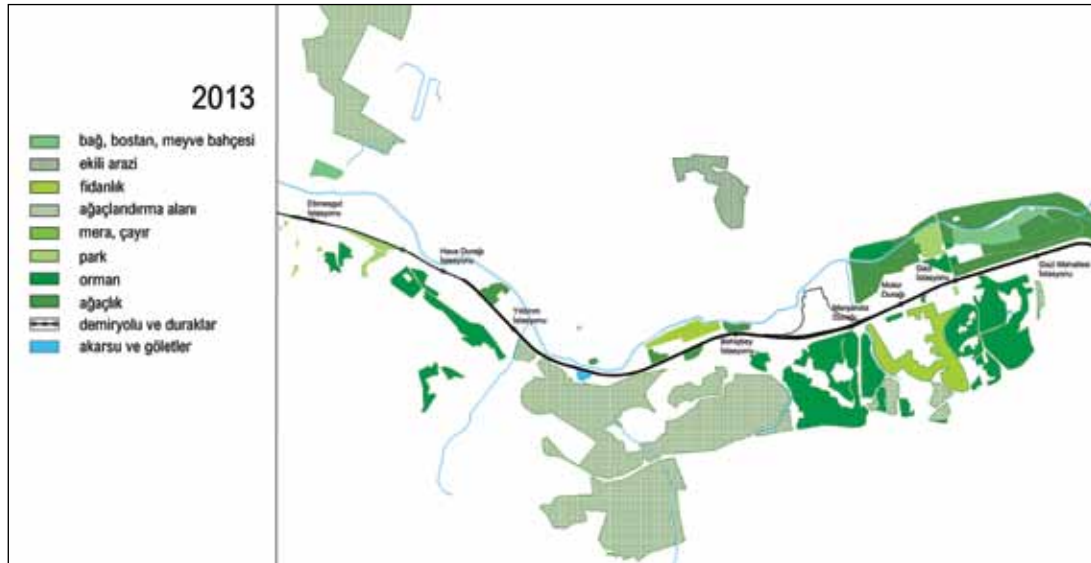 2013
bağ, bostan, meyve bahçesi
ekili arazi
fidanlık
ağaçlandırma alanı
mera, çayır
park
orman
ağaçlık
demiryolu ve duraklar
akarsu ve göletler
Etimesgut
İstasyonu
Hava Durağı
İstasyonu
Yıldırım
İstasyonu
Behiçbey
İstasyonu
Durağı
Motor
Durağı
Gazi
İstasyonu
Gazi Mahallesi
İstasyonu